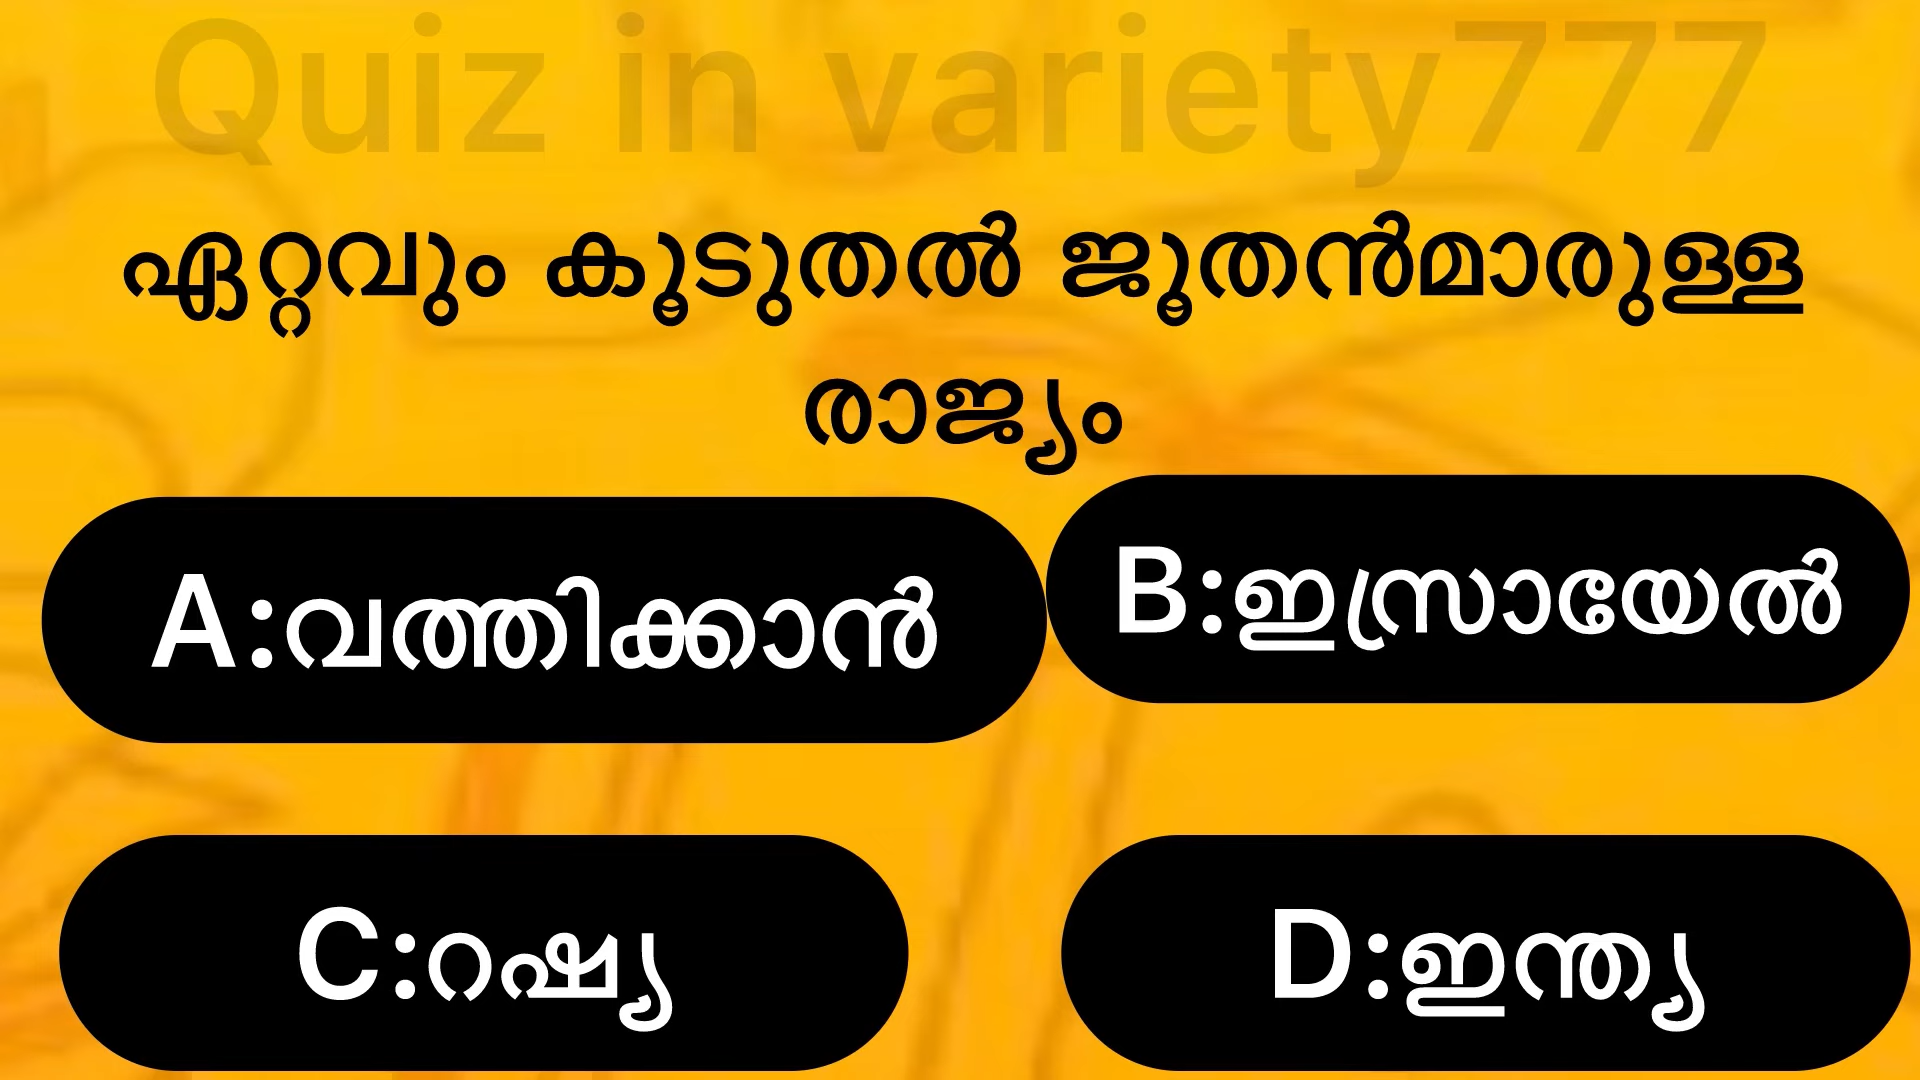 Quiz in variety777
ഏറ്റവും കൂടുതൽ ജൂതൻമാരുള്ള
രാജ്യം
A:വത്തിക്കാൻ
B:ഇസ്രായേൽ
C:റഷ്യ
D:ഇന്ത്യ